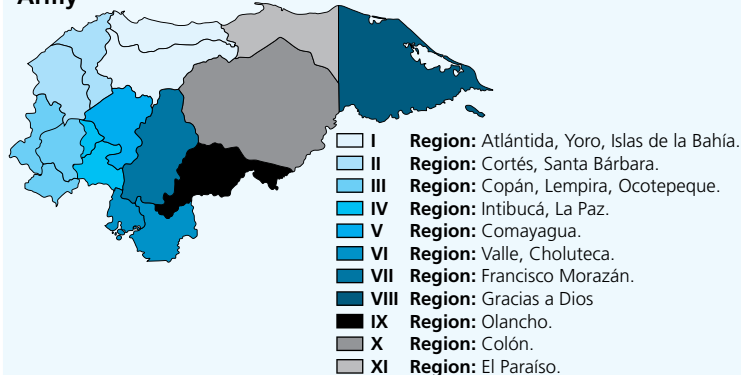 Army
I Region: Atlántida, Yoro, Islas de la Bahía.
II Region: Cortés, Santa Bárbara.
III Region: Copán, Lempira, Ocotepeque.
IV Region: Intibucá, La Paz.
V Region: Comayagua.
VI Region: Valle, Choluteca.
VII Region: Francisco Morazán.
VIII Region: Gracias a Dios
IX Region: Olancho.
X Region: Colón.
XI Region: El Paraíso.